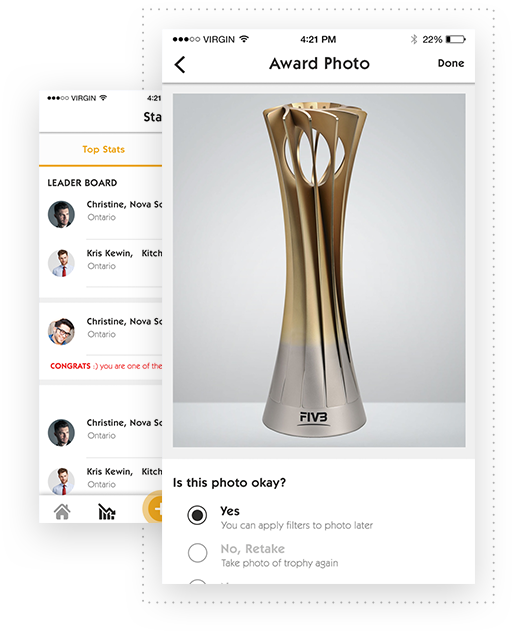 VIRGIN
4:21 PM
22%
Award Photo
Done
FIVB
Is this photo okay?
Yes
You can apply filters to photo later
No, Retake
Take photo of trophy again
VIRGIN
4:21
Sta
Top Stats
LEADER BOARD
Christine, Nova Sc
Ontario
Kris Kewin, Kitch
Ontario
Christine, Nova Sc
Ontario
CONGRATS :) you are one of the
Christine, Nova Sc
Ontario
Kris Kewin, Kitch
Ontario